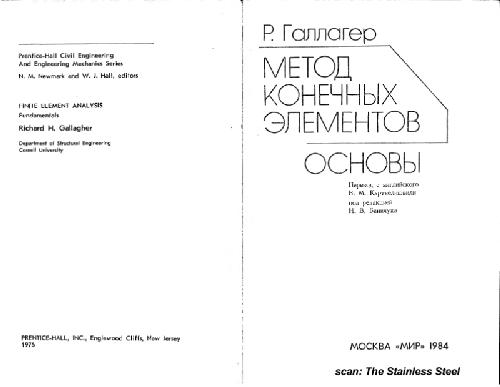 Prentice-Hall Civil Engineering
And Engineering Mechanics Series
N. M. Newmark and W. J. Hall, editors
FINITE ELEMENT ANALYSIS
Fundamentals
Richard H. Gallagher
Department of Structural Engineering
Cornell University
PRENTICE-HALL, INC., Englewood Cliffs, New Jersey
1975
Р. Галлагер
МЕТОД
КОНЕЧНЫХ
ЭЛЕМЕНТОВ
ОСНОВЫ
Перевод с английского
В. М.
под редакцией
Н. В. Баничука
МОСКВА «МИР» 1984
scan: The Stainless Steel